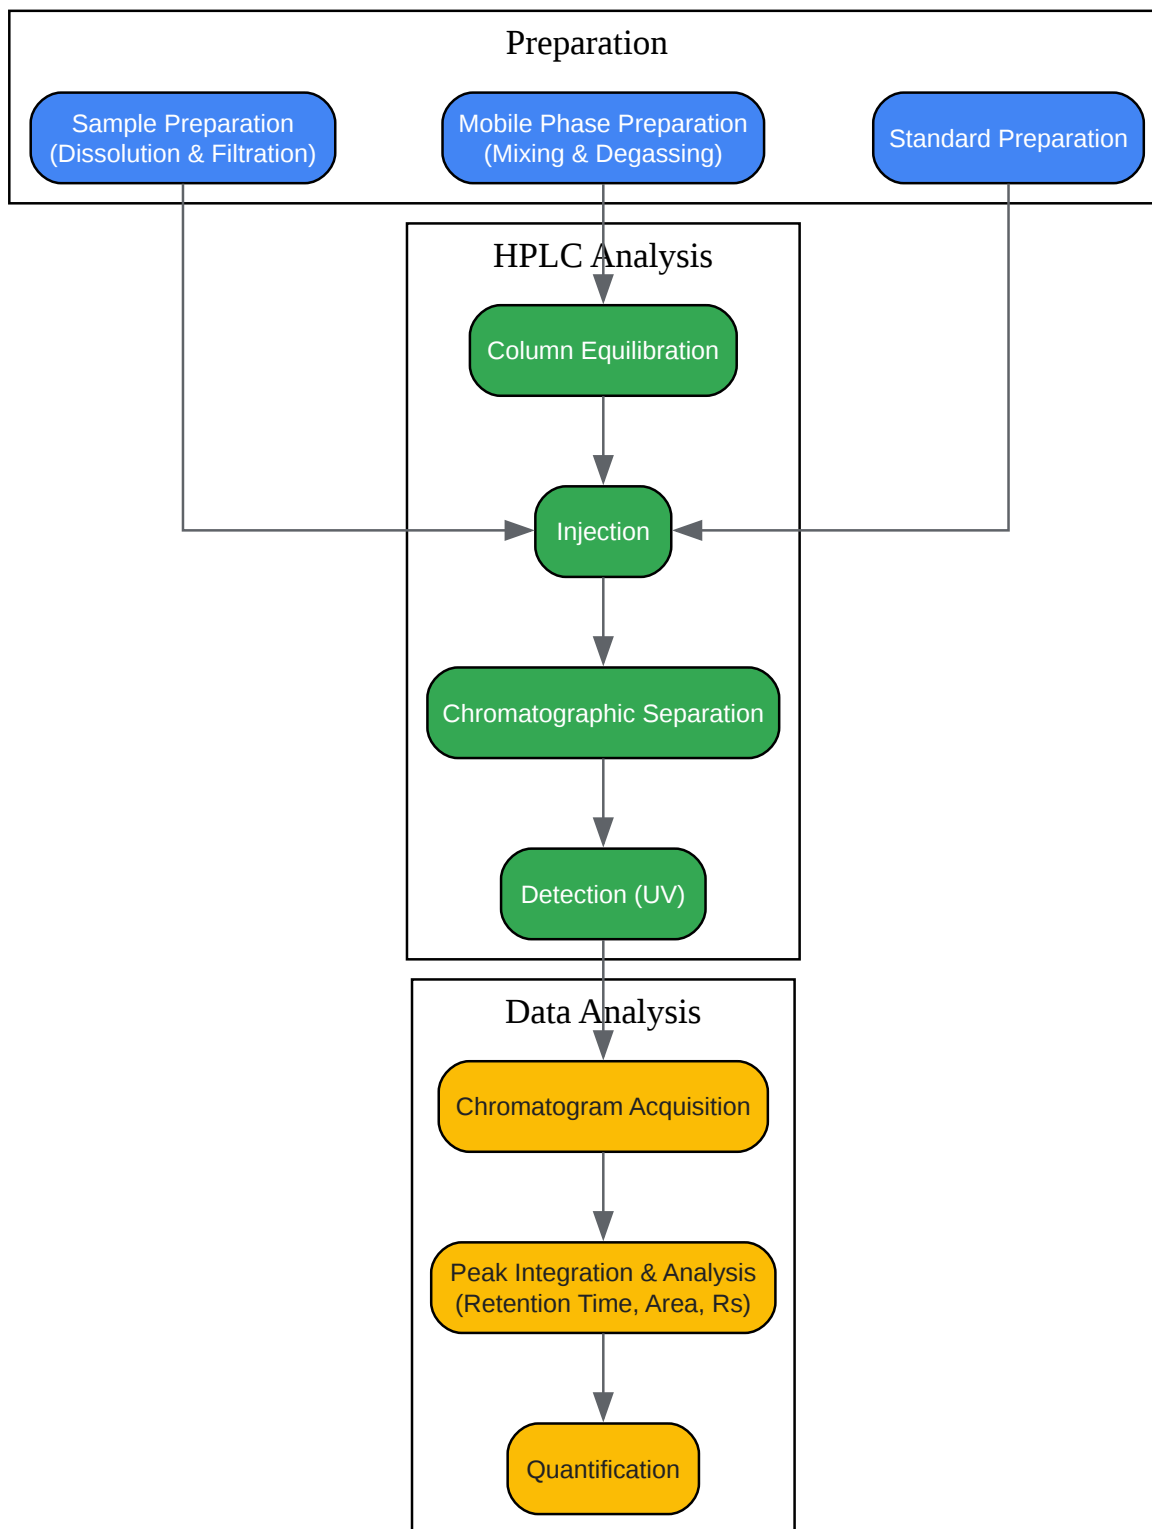 Preparation
Sample Preparation
(Dissolution & Filtration)
Mobile Phase Preparation
(Mixing & Degassing)
Standard Preparation
HPLC Analysis
Column Equilibration
Injection
Chromatographic Separation
Detection (UV)
Data Analysis
Chromatogram Acquisition
Peak Integration & Analysis
(Retention Time, Area, Rs)
Quantification